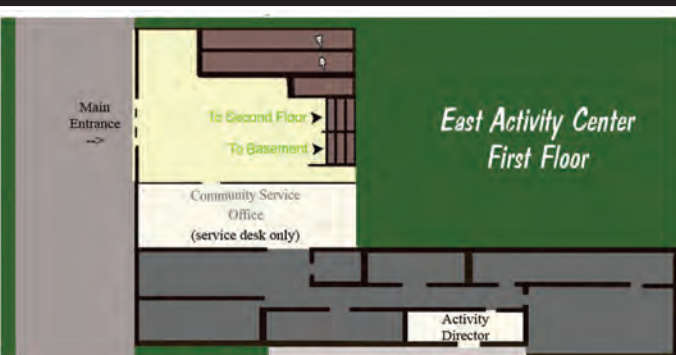 East Activity Center
First Floor
Main
Entrance
-->
To Second Floor
To Basement
Community Service
Office
(service desk only)
Activity
Director